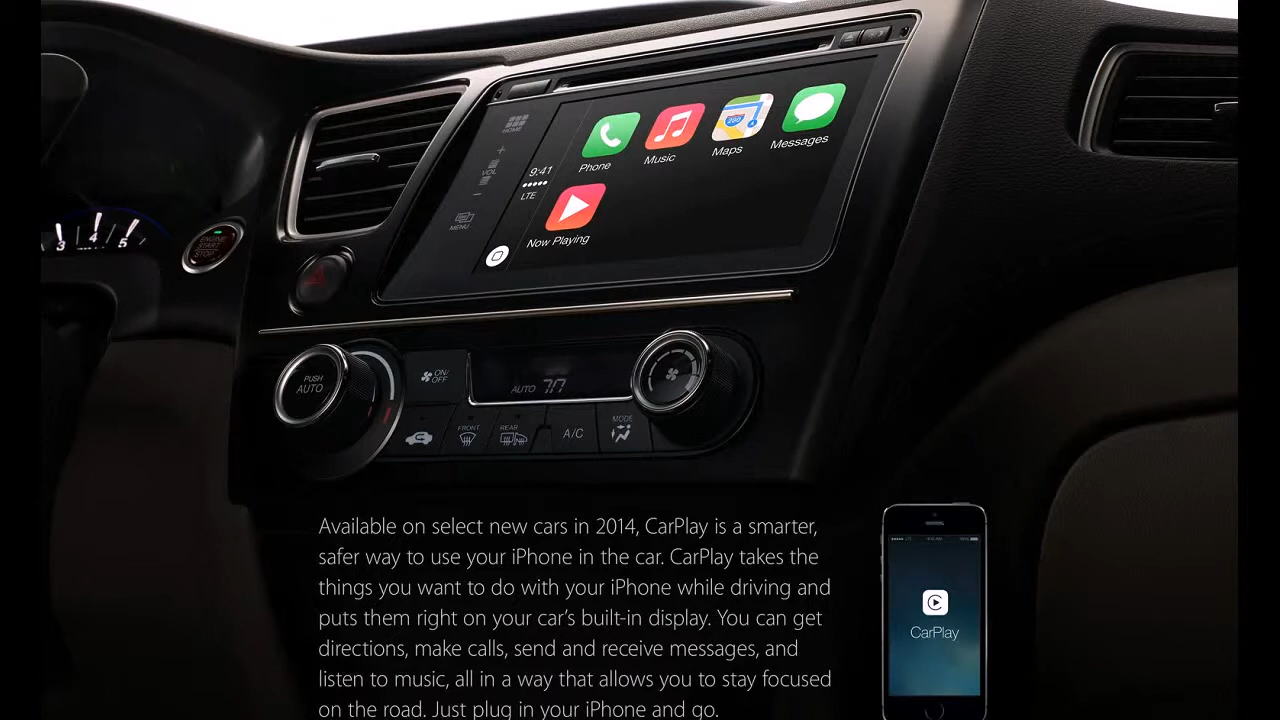 HOME
Phone
Music
Maps
Messages
+
VOL
-
9:41
LTE
MENU
Now Playing
3 4 5
ENGINE
START
STOP
PUSH
AUTO
ON/
OFF
AUTO
FRONT
REAR
A/C
MODE
Available on select new cars in 2014, CarPlay is a smarter,
safer way to use your iPhone in the car. CarPlay takes the
things you want to do with your iPhone while driving and
puts them right on your car's built-in display. You can get
directions, make calls, send and receive messages, and
listen to music, all in a way that allows you to stay focused
on the road. Just plug in your iPhone and go.
CarPlay